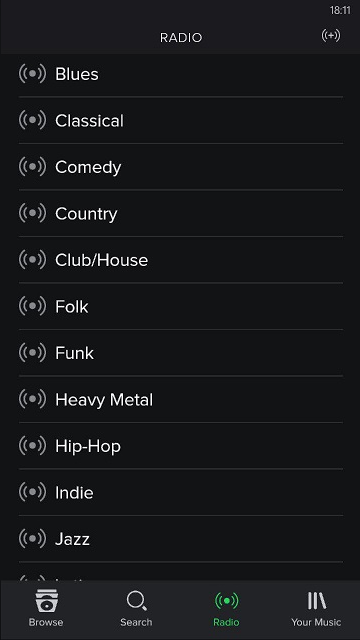 18:11
RADIO
Blues
Classical
Comedy
Country
Club/House
Folk
Funk
Heavy Metal
Hip-Hop
Indie
Jazz
Browse
Search
Radio
Your Music